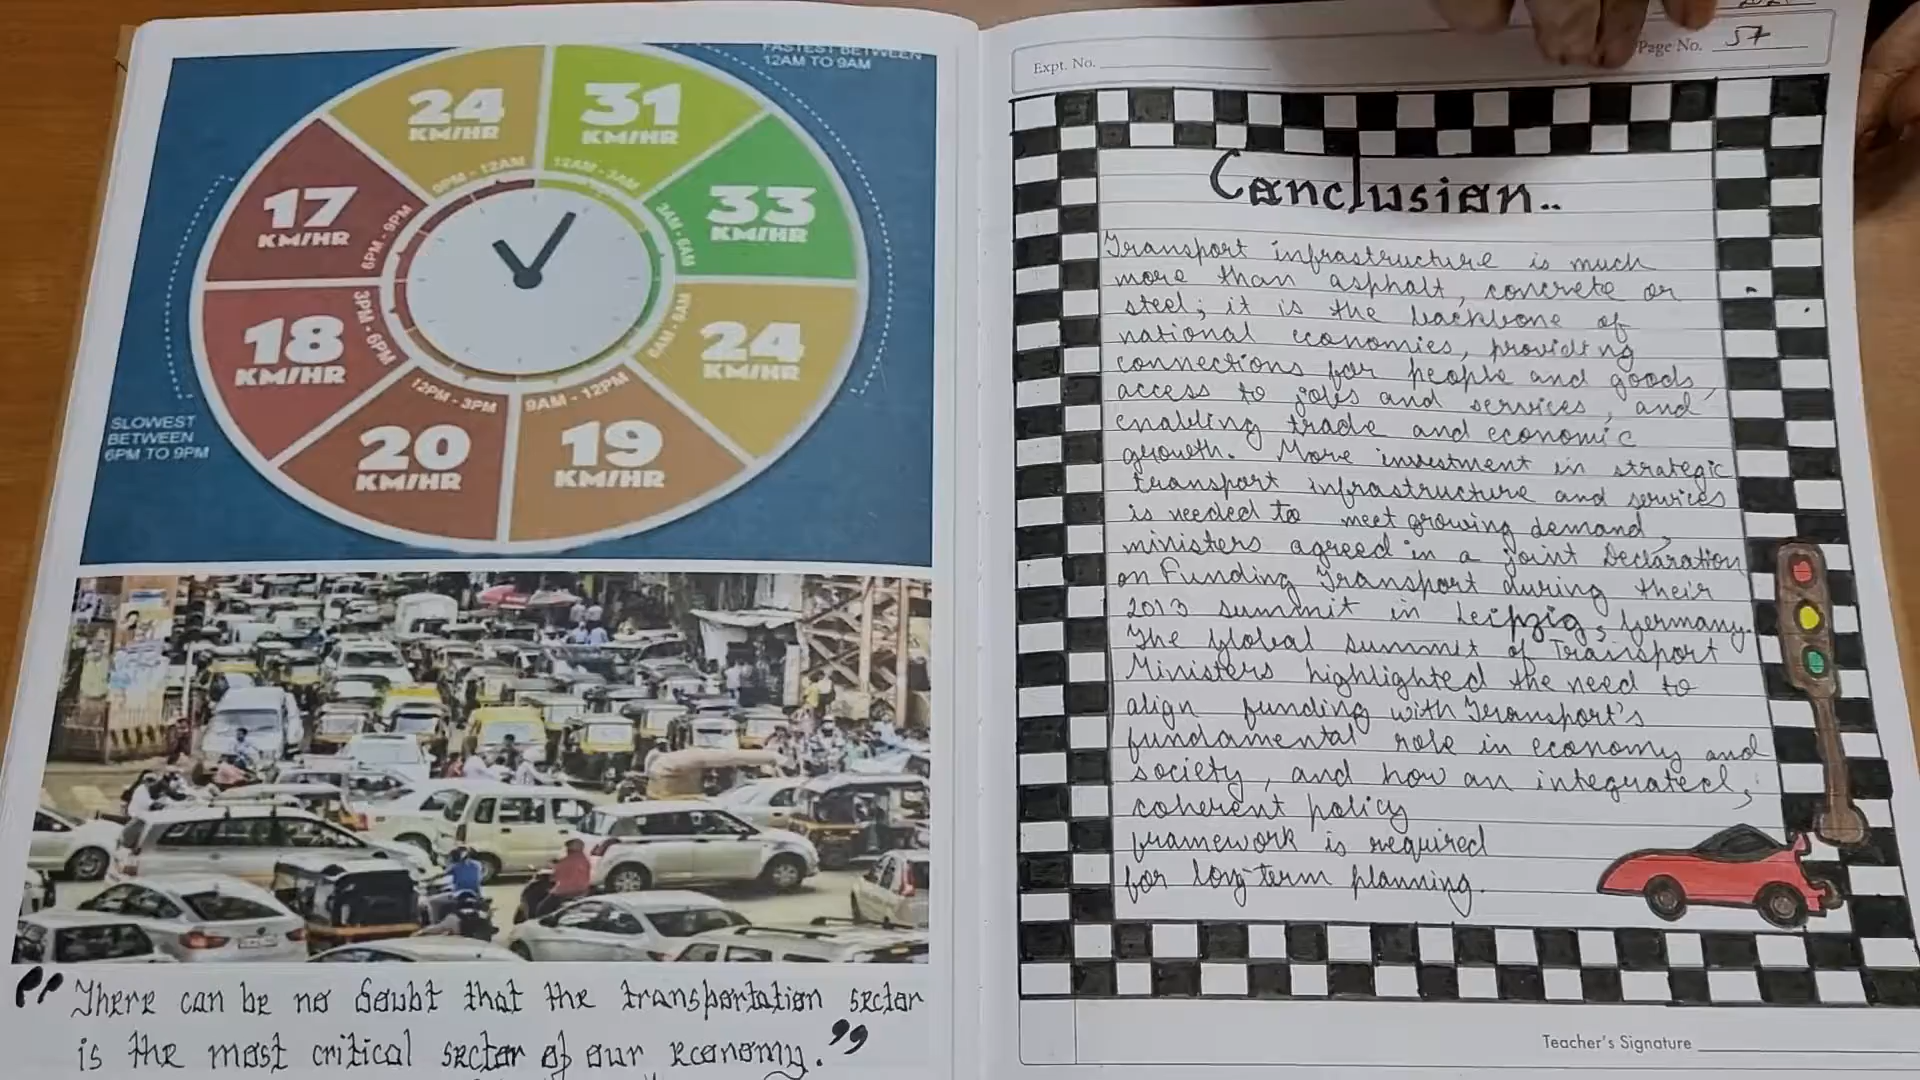 FASTEST BETWEEN
12AM TO 9AM
24
KM/HR
9PM - 12AM
31
KM/HR
12AM - 3AM
33
KM/HR
3AM - 6AM
24
KM/HR
6AM - 9AM
19
KM/HR
9AM - 12PM
20
KM/HR
12PM - 3PM
18
KM/HR
3PM - 6PM
17
KM/HR
6PM - 9PM
SLOWEST
BETWEEN
6PM TO 9PM
"There can be no doubt that the transportation sector
is the most critical sector of our economy."
Expt. No.
Page No. 57
Conclusion..
Transport infrastructure is much
more than asphalt, concrete or
steel; it is the backbone of
national economies, providing
connections for people and goods,
access to jobs and services, and
enabling trade and economic
growth. More investment in strategic
transport infrastructure and services
is needed to meet growing demand,
ministers agreed in a joint Declaration
on Funding Transport during their
2013 summit in Leipzig, Germany.
The Global summit of Transport
Ministers highlighted the need to
align funding with Transport's
fundamental role in economy and
society, and how an integrated,
coherent policy
framework is required
for long-term planning.
Teacher's Signature